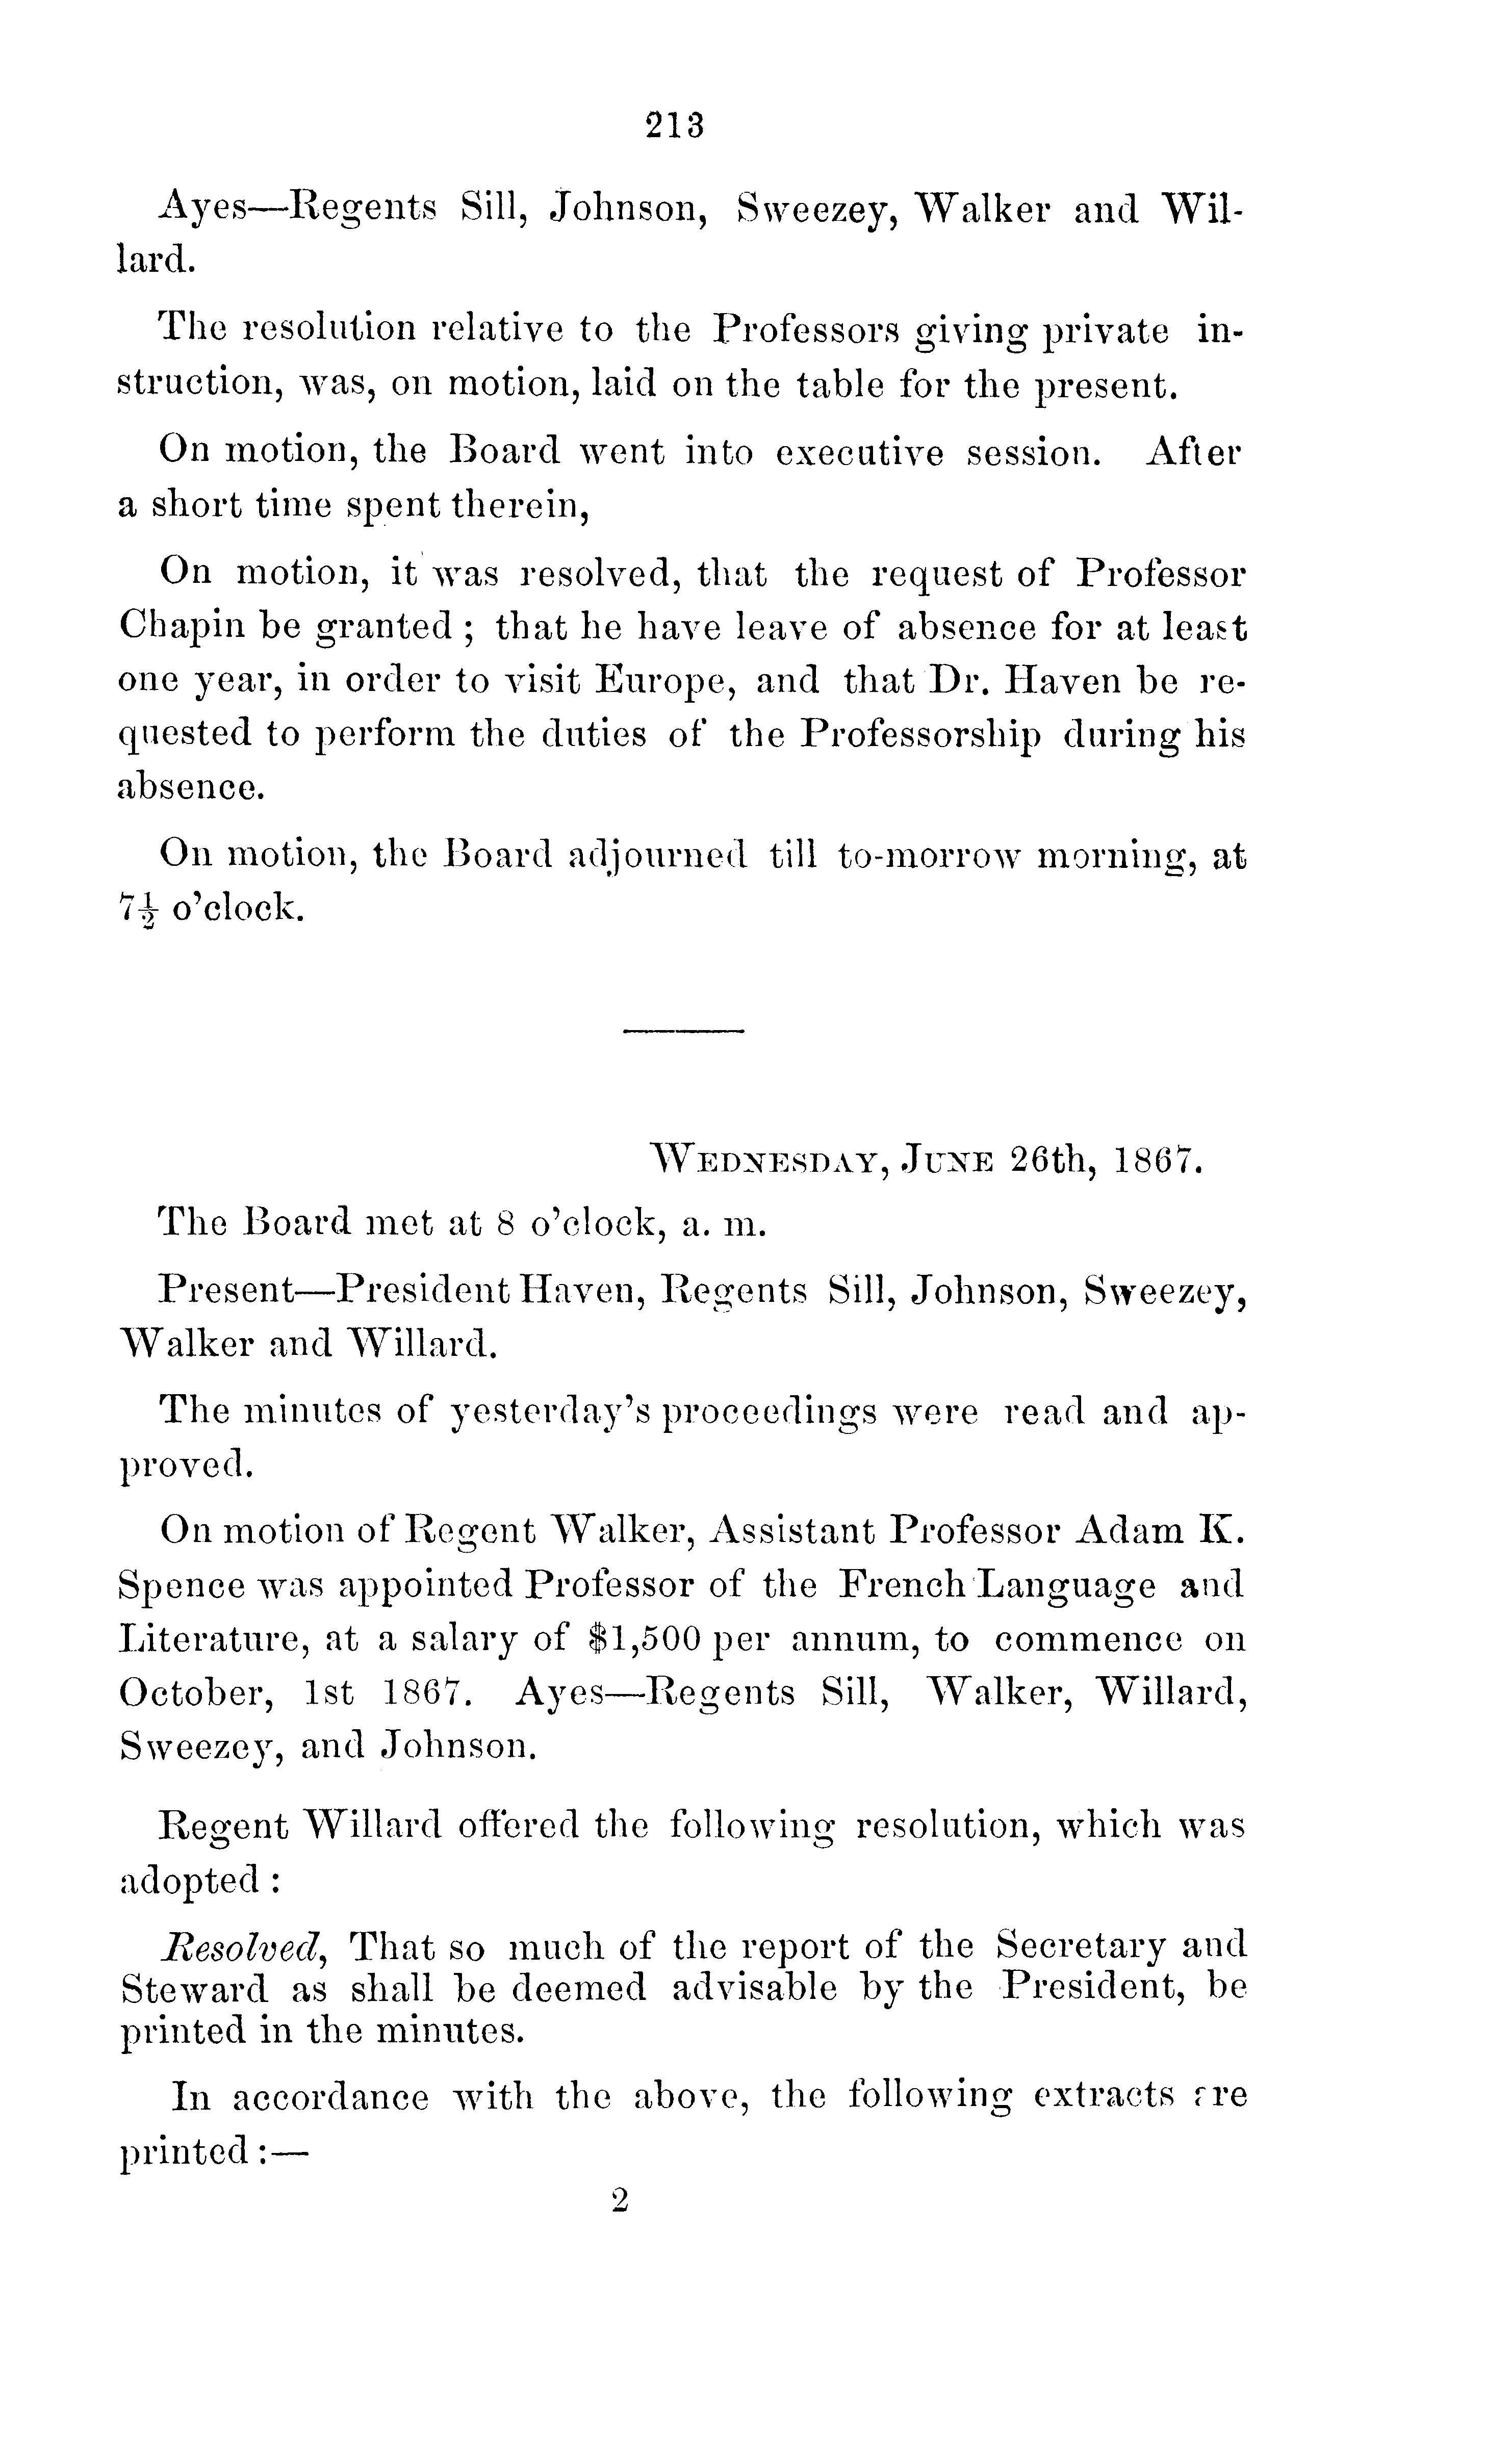 213
Ayes—Regents Sill, Johnson, Sweezey, Walker and Wil-
lard.
The resolution relative to the Professors giving private in-
struction, was, on motion, laid on the table for the present.
On motion, the Board went into executive session. After
a short time spent therein,
On motion, it was resolved, that the request of Professor
Chapin be granted ; that he have leave of absence for at least
one year, in order to visit Europe, and that Dr. Haven be re-
quested to perform the duties of the Professorship during his
absence.
On motion, the Board adjourned till to-morrow morning, at
7½ o'clock.
WEDNESDAY, JUNE 26th, 1867.
The Board met at 8 o'clock, a. m.
Present—President Haven, Regents Sill, Johnson, Sweezey,
Walker and Willard.
The minutes of yesterday's proceedings were read and ap-
proved.
On motion of Regent Walker, Assistant Professor Adam K.
Spence was appointed Professor of the French Language and
Literature, at a salary of $1,500 per annum, to commence on
October, 1st 1867. Ayes—Regents Sill, Walker, Willard,
Sweezey, and Johnson.
Regent Willard offered the following resolution, which was
adopted :
Resolved, That so much of the report of the Secretary and
Steward as shall be deemed advisable by the President, be
printed in the minutes.
In accordance with the above, the following extracts are
printed :—
2